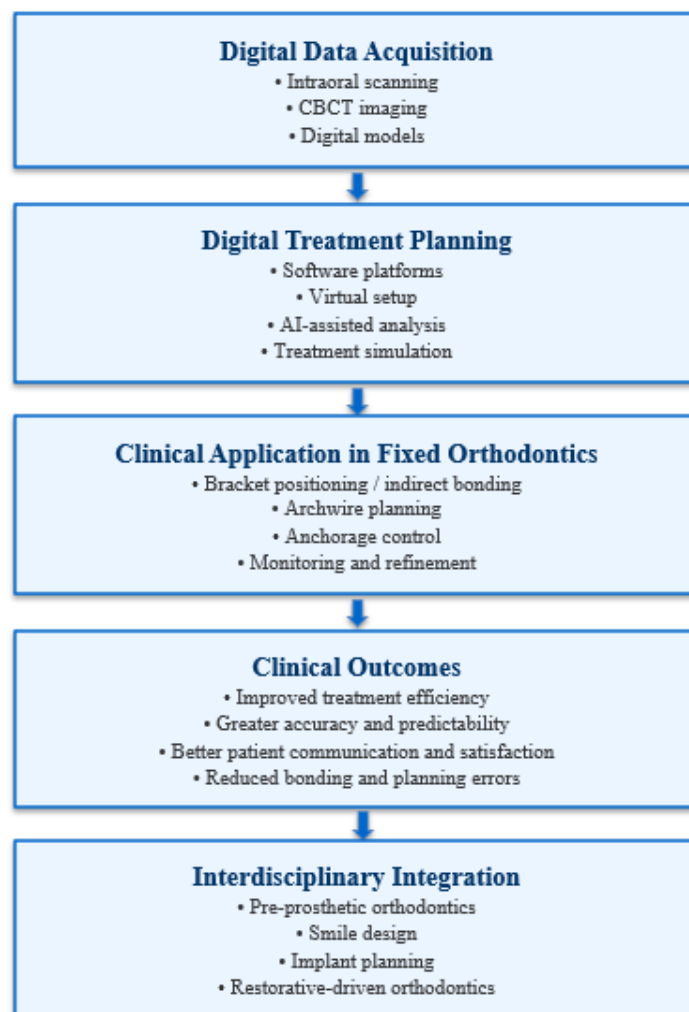 Digital Data Acquisition
• Intraoral scanning
• CBCT imaging
• Digital models
Digital Treatment Planning
• Software platforms
• Virtual setup
• AI-assisted analysis
• Treatment simulation
Clinical Application in Fixed Orthodontics
• Bracket positioning / indirect bonding
• Archwire planning
• Anchorage control
• Monitoring and refinement
Clinical Outcomes
• Improved treatment efficiency
• Greater accuracy and predictability
• Better patient communication and satisfaction
• Reduced bonding and planning errors
Interdisciplinary Integration
• Pre-prosthetic orthodontics
• Smile design
• Implant planning
• Restorative-driven orthodontics